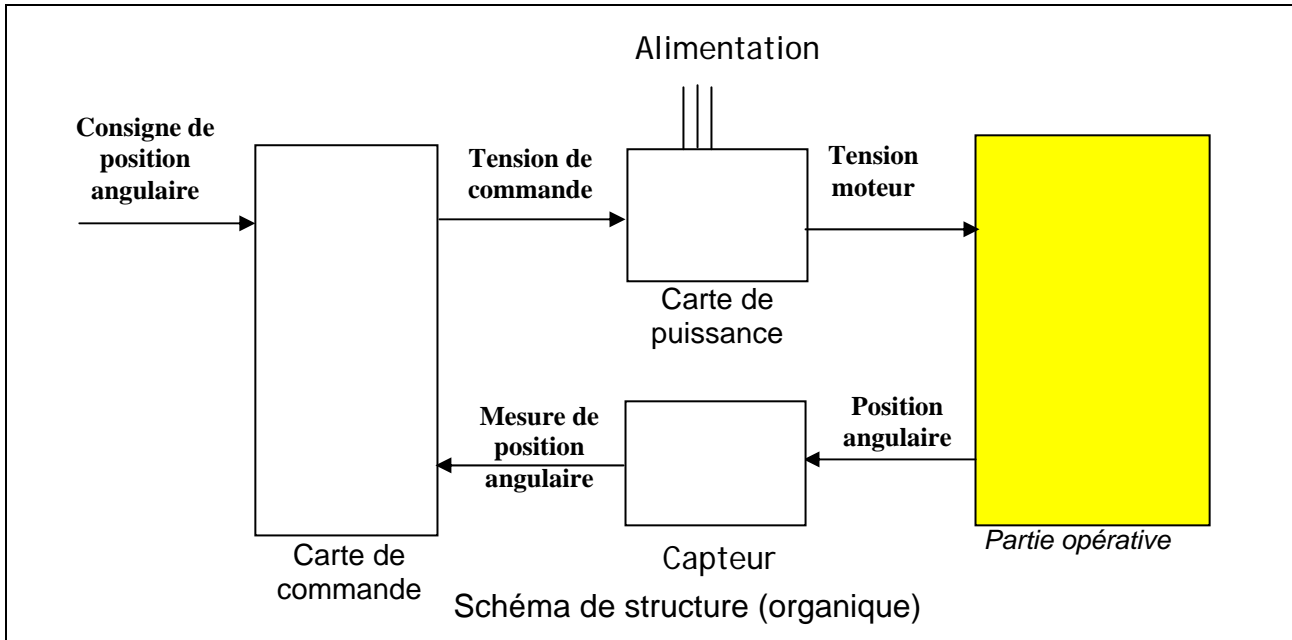 Alimentation
Consigne de
position
angulaire
Tension de
commande
Tension
moteur
Carte de
puissance
Mesure de
position
angulaire
Position
angulaire
Carte de
commande
Capteur
Partie opérative
Schéma de structure (organique)